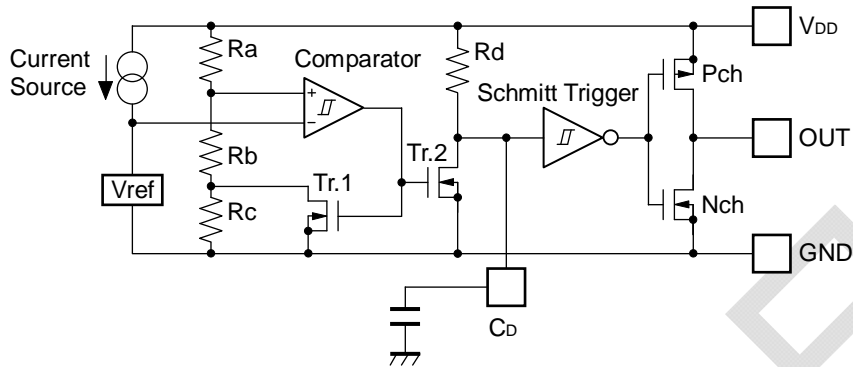 VDD
Ra
Comparator
Rd
Current
Source
Pch
Schmitt Trigger
+
−
OUT
Rb
Tr.2
Tr.1
Vref
Rc
Nch
GND
CD